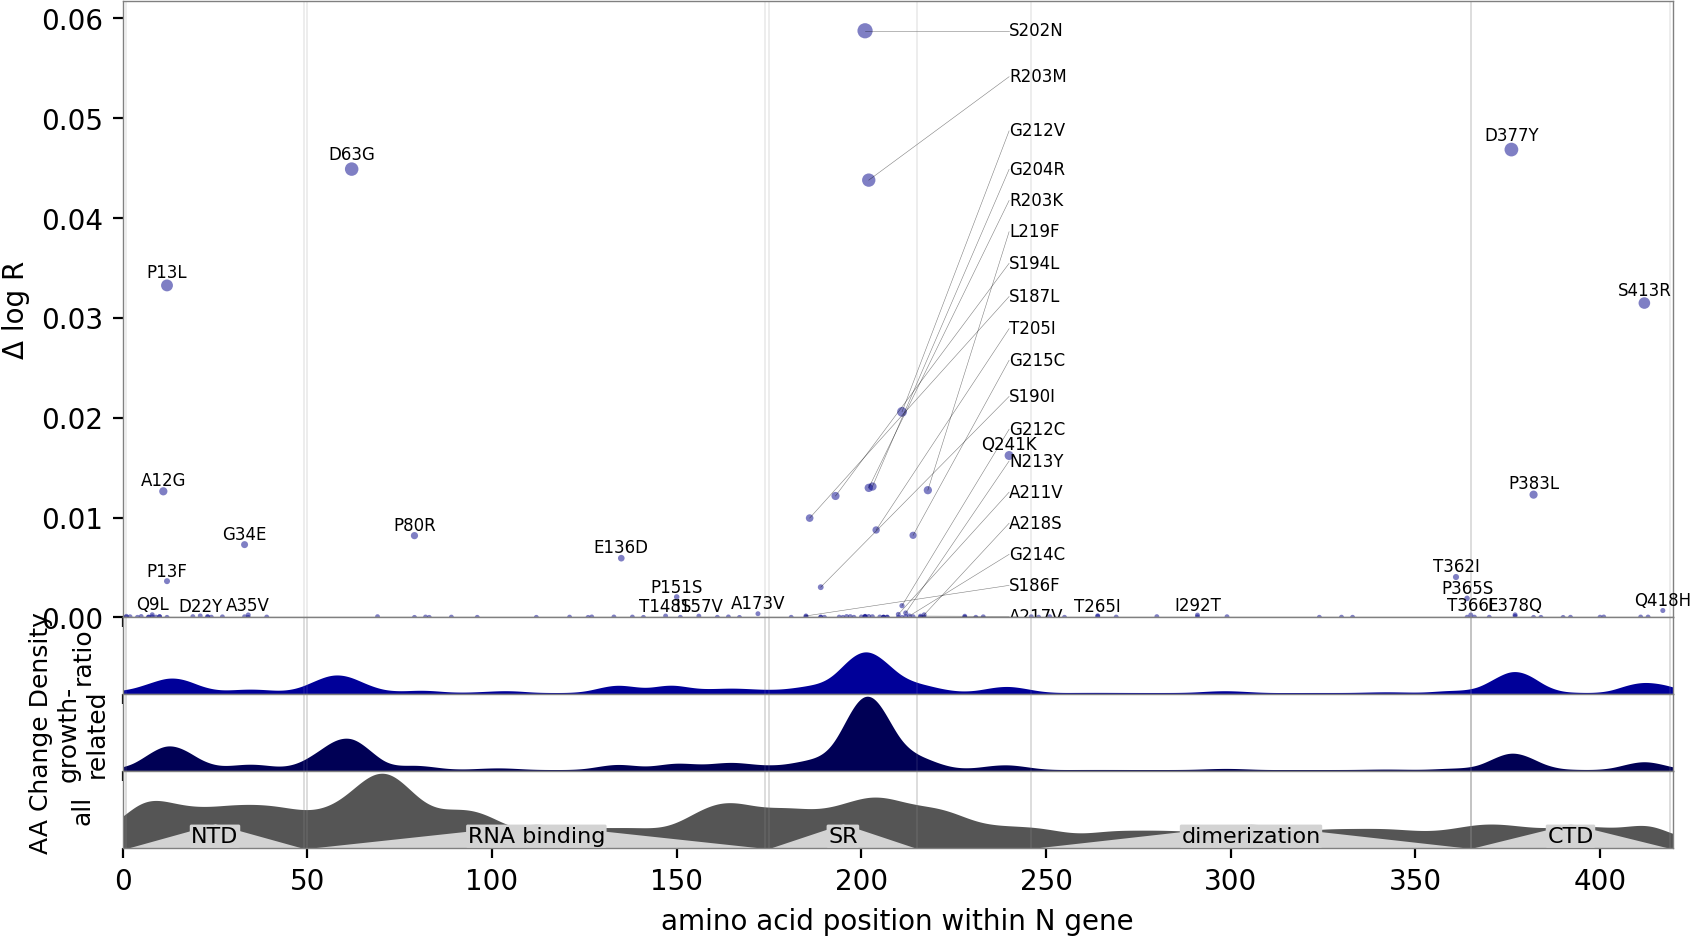 0.06
0.05
0.04
0.03
0.02
0.01
0.00
Δ log R
S202N
R203M
G212V
G204R
R203K
L219F
S194L
S187L
T205I
G215C
S190I
G212C
Q241K
N213Y
A211V
A218S
G214C
S186F
A217V
D63G
D377Y
P13L
S413R
A12G
P383L
P80R
G34E
E136D
P13F
T362I
P151S
P365S
Q9L
D22Y
A35V
A173V
T265I
I292T
Q418H
AA Change Density
ratio
growth-
related
all
NTD
RNA binding
SR
dimerization
CTD
0
50
100
150
200
250
300
350
400
amino acid position within N gene